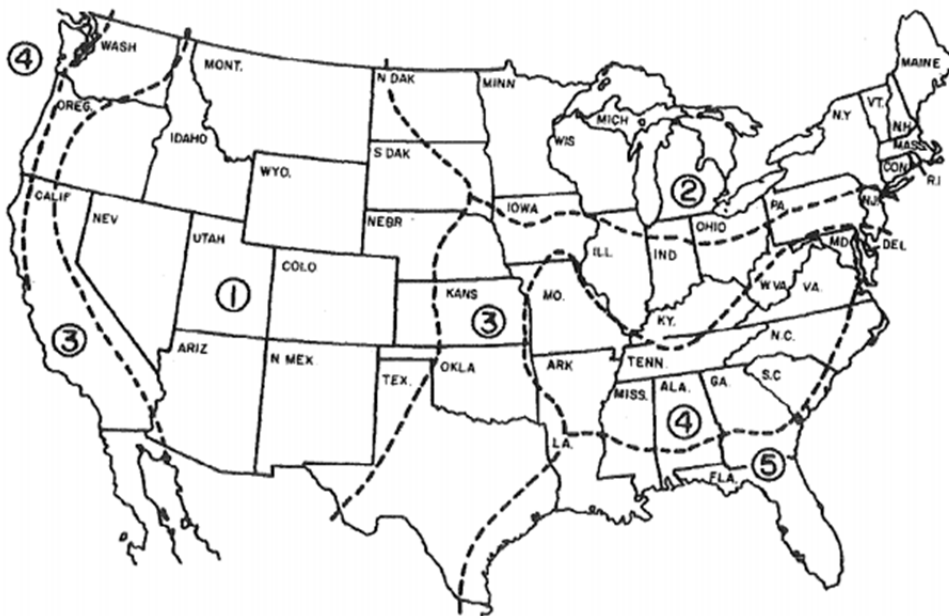 ④
WASH
MONT.
N DAK
MINN
MAINE
OREG.
IDAHO
S DAK
WIS
MICH
N.Y
VT.
N.H
MASS.
CON
R.I
WYO.
②
CALIF
NEV
NEBR
IOWA
PA
N.J.
UTAH
COLO
ILL
IND
OHIO
MD
DEL
①
KANS
③
MO.
W VA
VA.
KY.
③
ARIZ
N MEX
TEX.
OKLA
ARK
TENN.
N.C.
MISS.
ALA.
GA.
S.C
④
LA.
FLA.
⑤